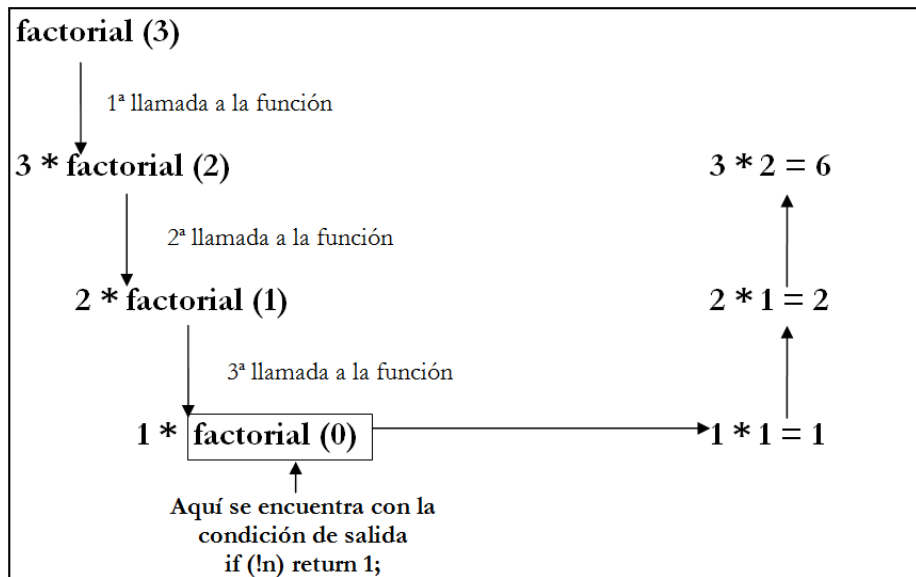 factorial (3)
1ª llamada a la función
3 * factorial (2)
3 * 2 = 6
2ª llamada a la función
2 * factorial (1)
2 * 1 = 2
3ª llamada a la función
1 * factorial (0)
1 * 1 = 1
Aquí se encuentra con la
condición de salida
if (!n) return 1;